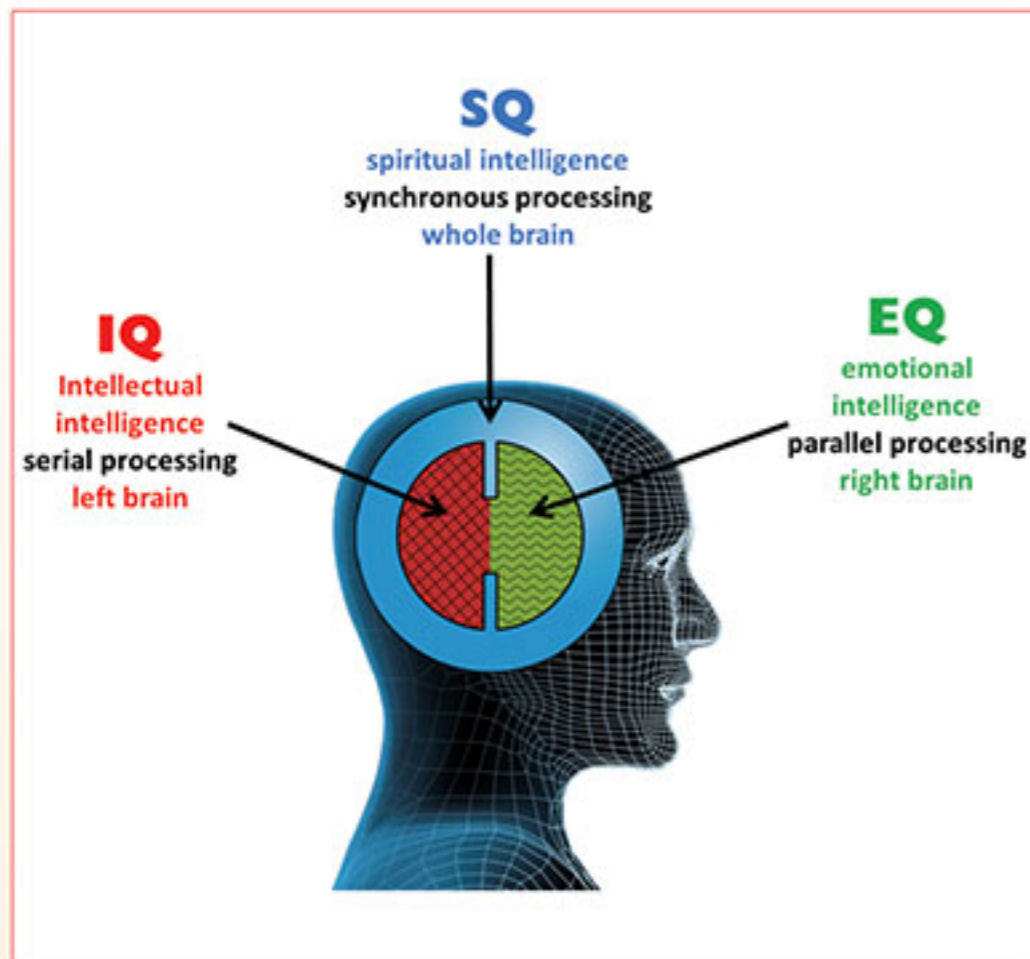 SQ
spiritual intelligence
synchronous processing
whole brain
IQ
Intellectual
intelligence
serial processing
left brain
EQ
emotional
intelligence
parallel processing
right brain